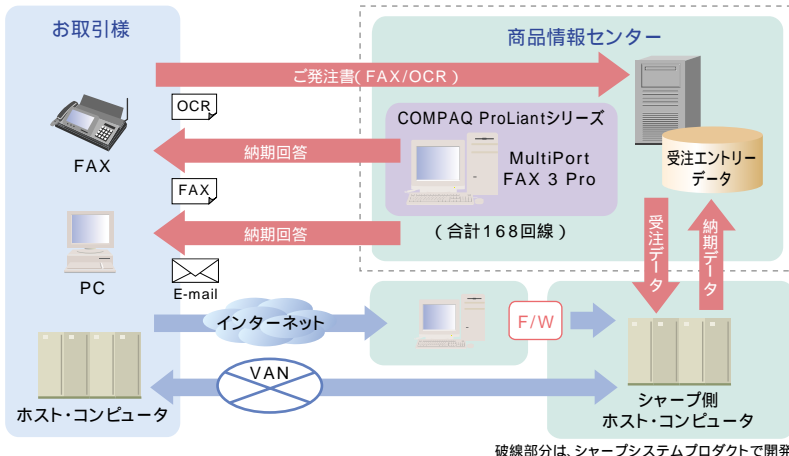 お取引様
商品情報センター
ご発注書(FAX/OCR)
OCR
COMPAQ ProLiantシリーズ
MultiPort
FAX 3 Pro
納期回答
FAX
受注エントリー
データ
FAX
納期回答
(合計168回線)
受注データ
納期データ
PC
E-mail
インターネット
F/W
VAN
ホスト・コンピュータ
シャープ側
ホスト・コンピュータ
破線部分は、シャープシステムプロダクトで開発